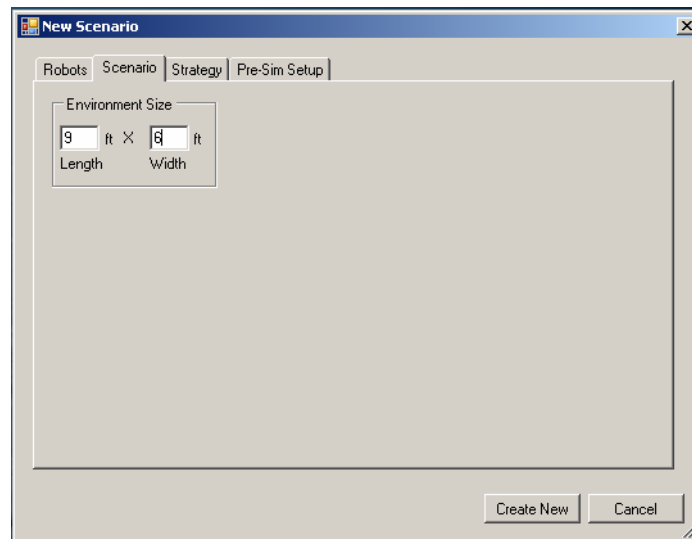 New Scenario
Robots Scenario Strategy Pre-Sim Setup
Environment Size
9 ft X 6 ft
Length Width
Create New Cancel